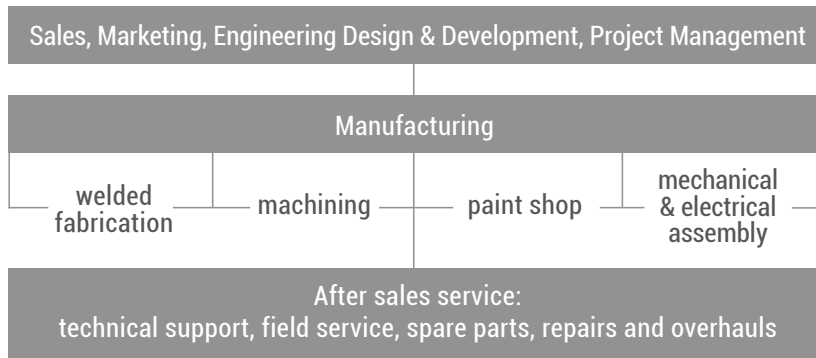 Sales, Marketing, Engineering Design & Development, Project Management
Manufacturing
welded
fabrication
machining
paint shop
mechanical
& electrical
assembly
After sales service:
technical support, field service, spare parts, repairs and overhauls